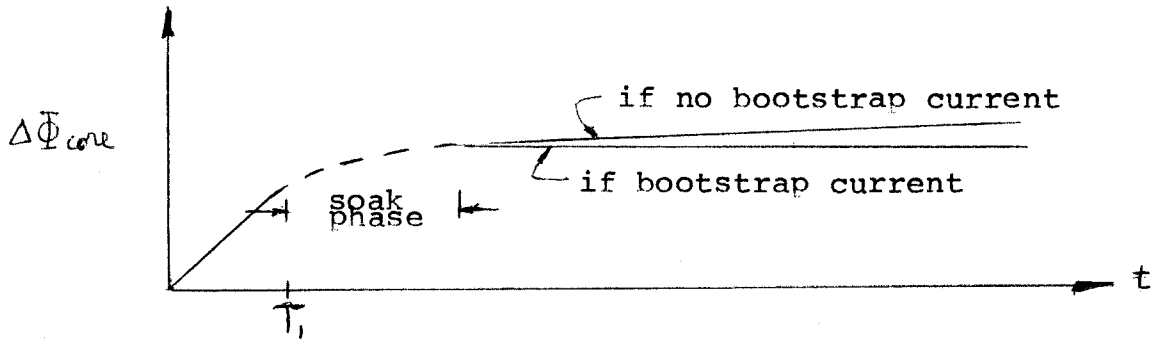 if no bootstrap current
ΔΦcore
if bootstrap current
soak
phase
t
T₁